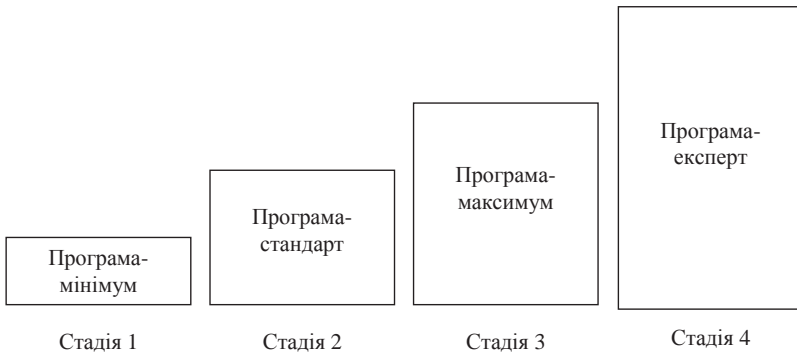 Програма-
мінімум
Програма-
стандарт
Програма-
максимум
Програма-
експерт
Стадія 1
Стадія 2
Стадія 3
Стадія 4